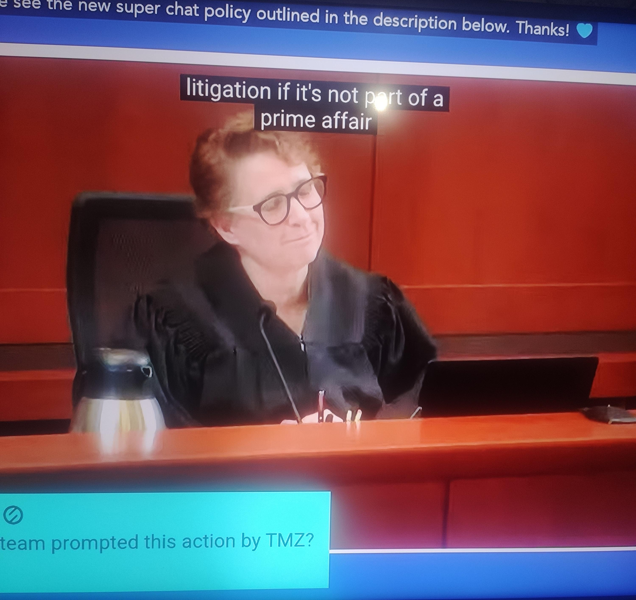 see the new super chat policy outlined in the description below. Thanks!
litigation if it's not part of a
prime affair
team prompted this action by TMZ?